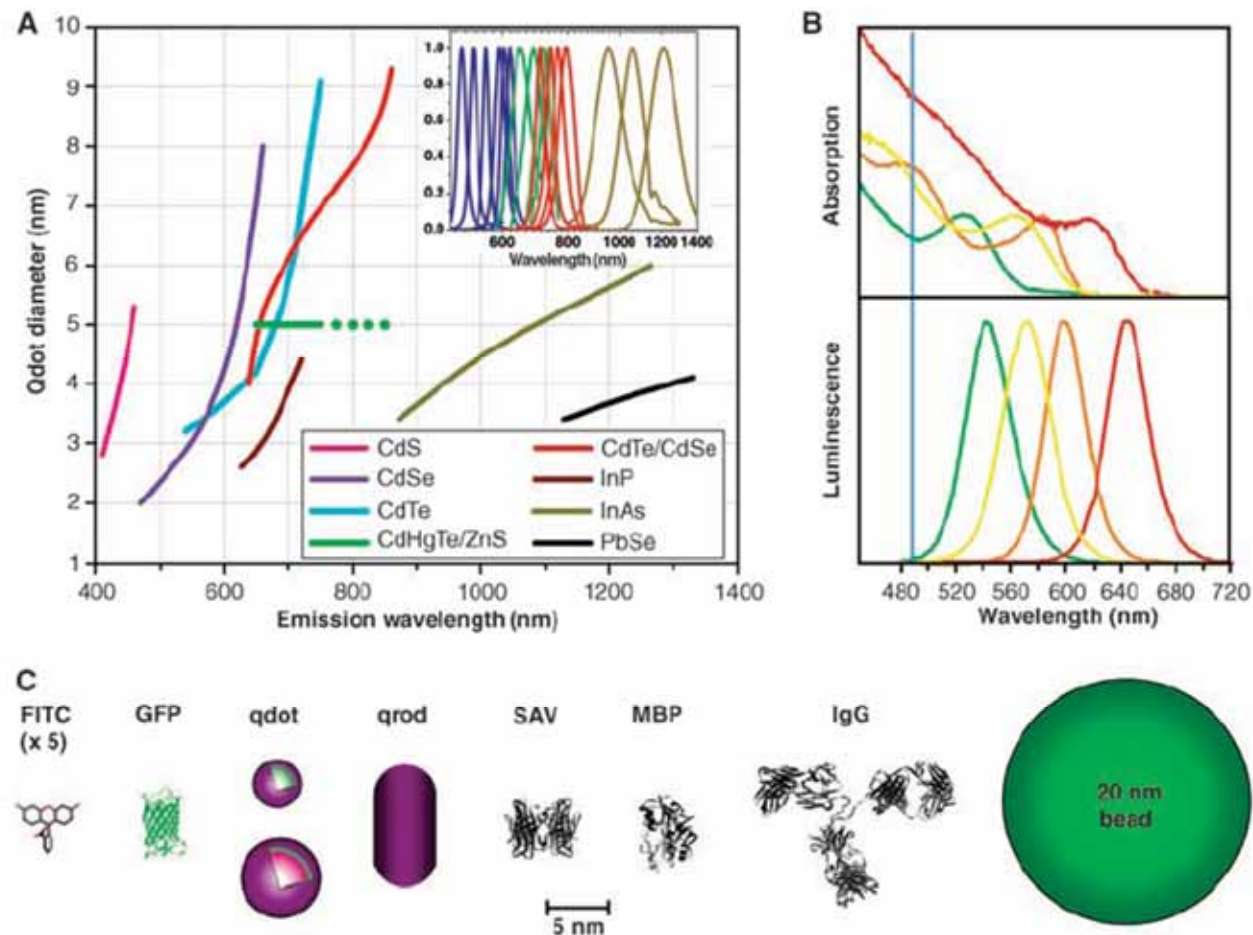 A
10
9
8
7
6
5
4
3
2
1
Qdot diameter (nm)
400 600 800 1000 1200 1400
Emission wavelength (nm)
1.0
0.8
0.6
0.4
0.2
0.0
600 800 1000 1200 1400
Wavelength (nm)
CdS CdTe/CdSe
CdSe InP
CdTe InAs
CdHgTe/ZnS PbSe
B
Absorption
Luminescence
480 520 560 600 640 680 720
Wavelength (nm)
C
FITC GFP qdot qrod SAV MBP IgG
(x 5)
20 nm
bead
5 nm